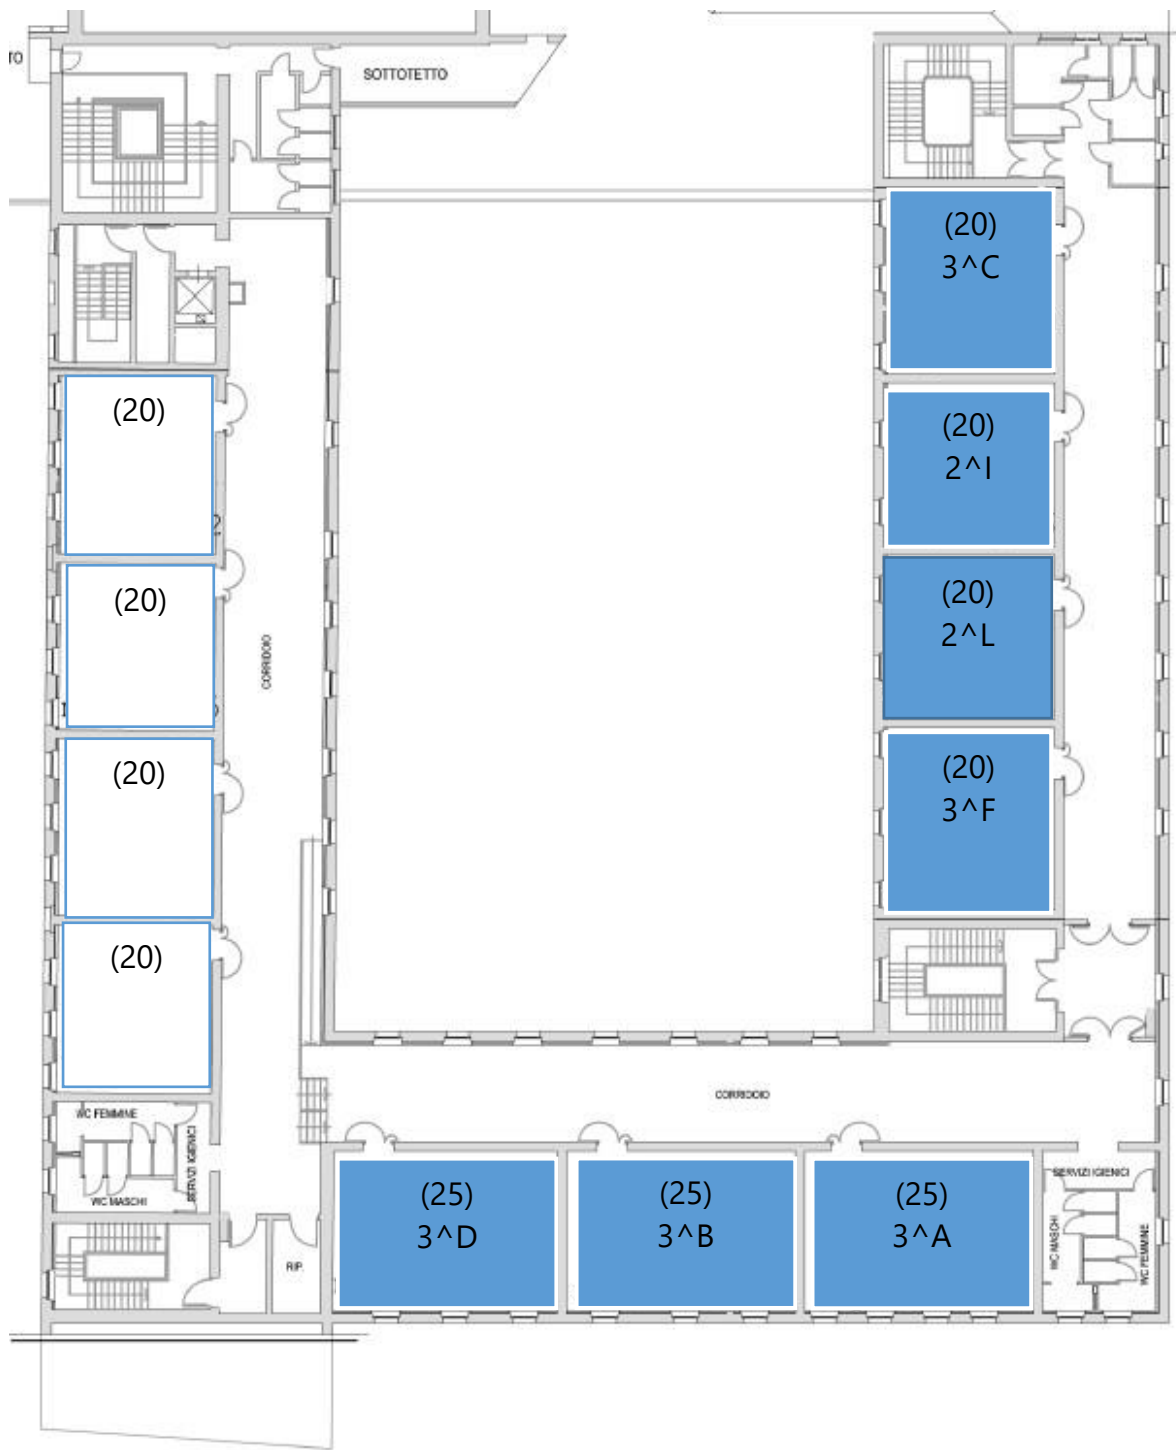 TO
SOTTOTETTO
(20)
3^C
(20)
(20)
2^I
(20)
(20)
2^L
CORRIDOIO
(20)
(20)
3^F
(20)
CORRIDOIO
WC FEMMINE
SERVIZI IGIENICI
WC MASCHI
RIP.
(25)
3^D
(25)
3^B
(25)
3^A
SERVIZI IGIENICI
WC MASCHI
WC FEMMINE